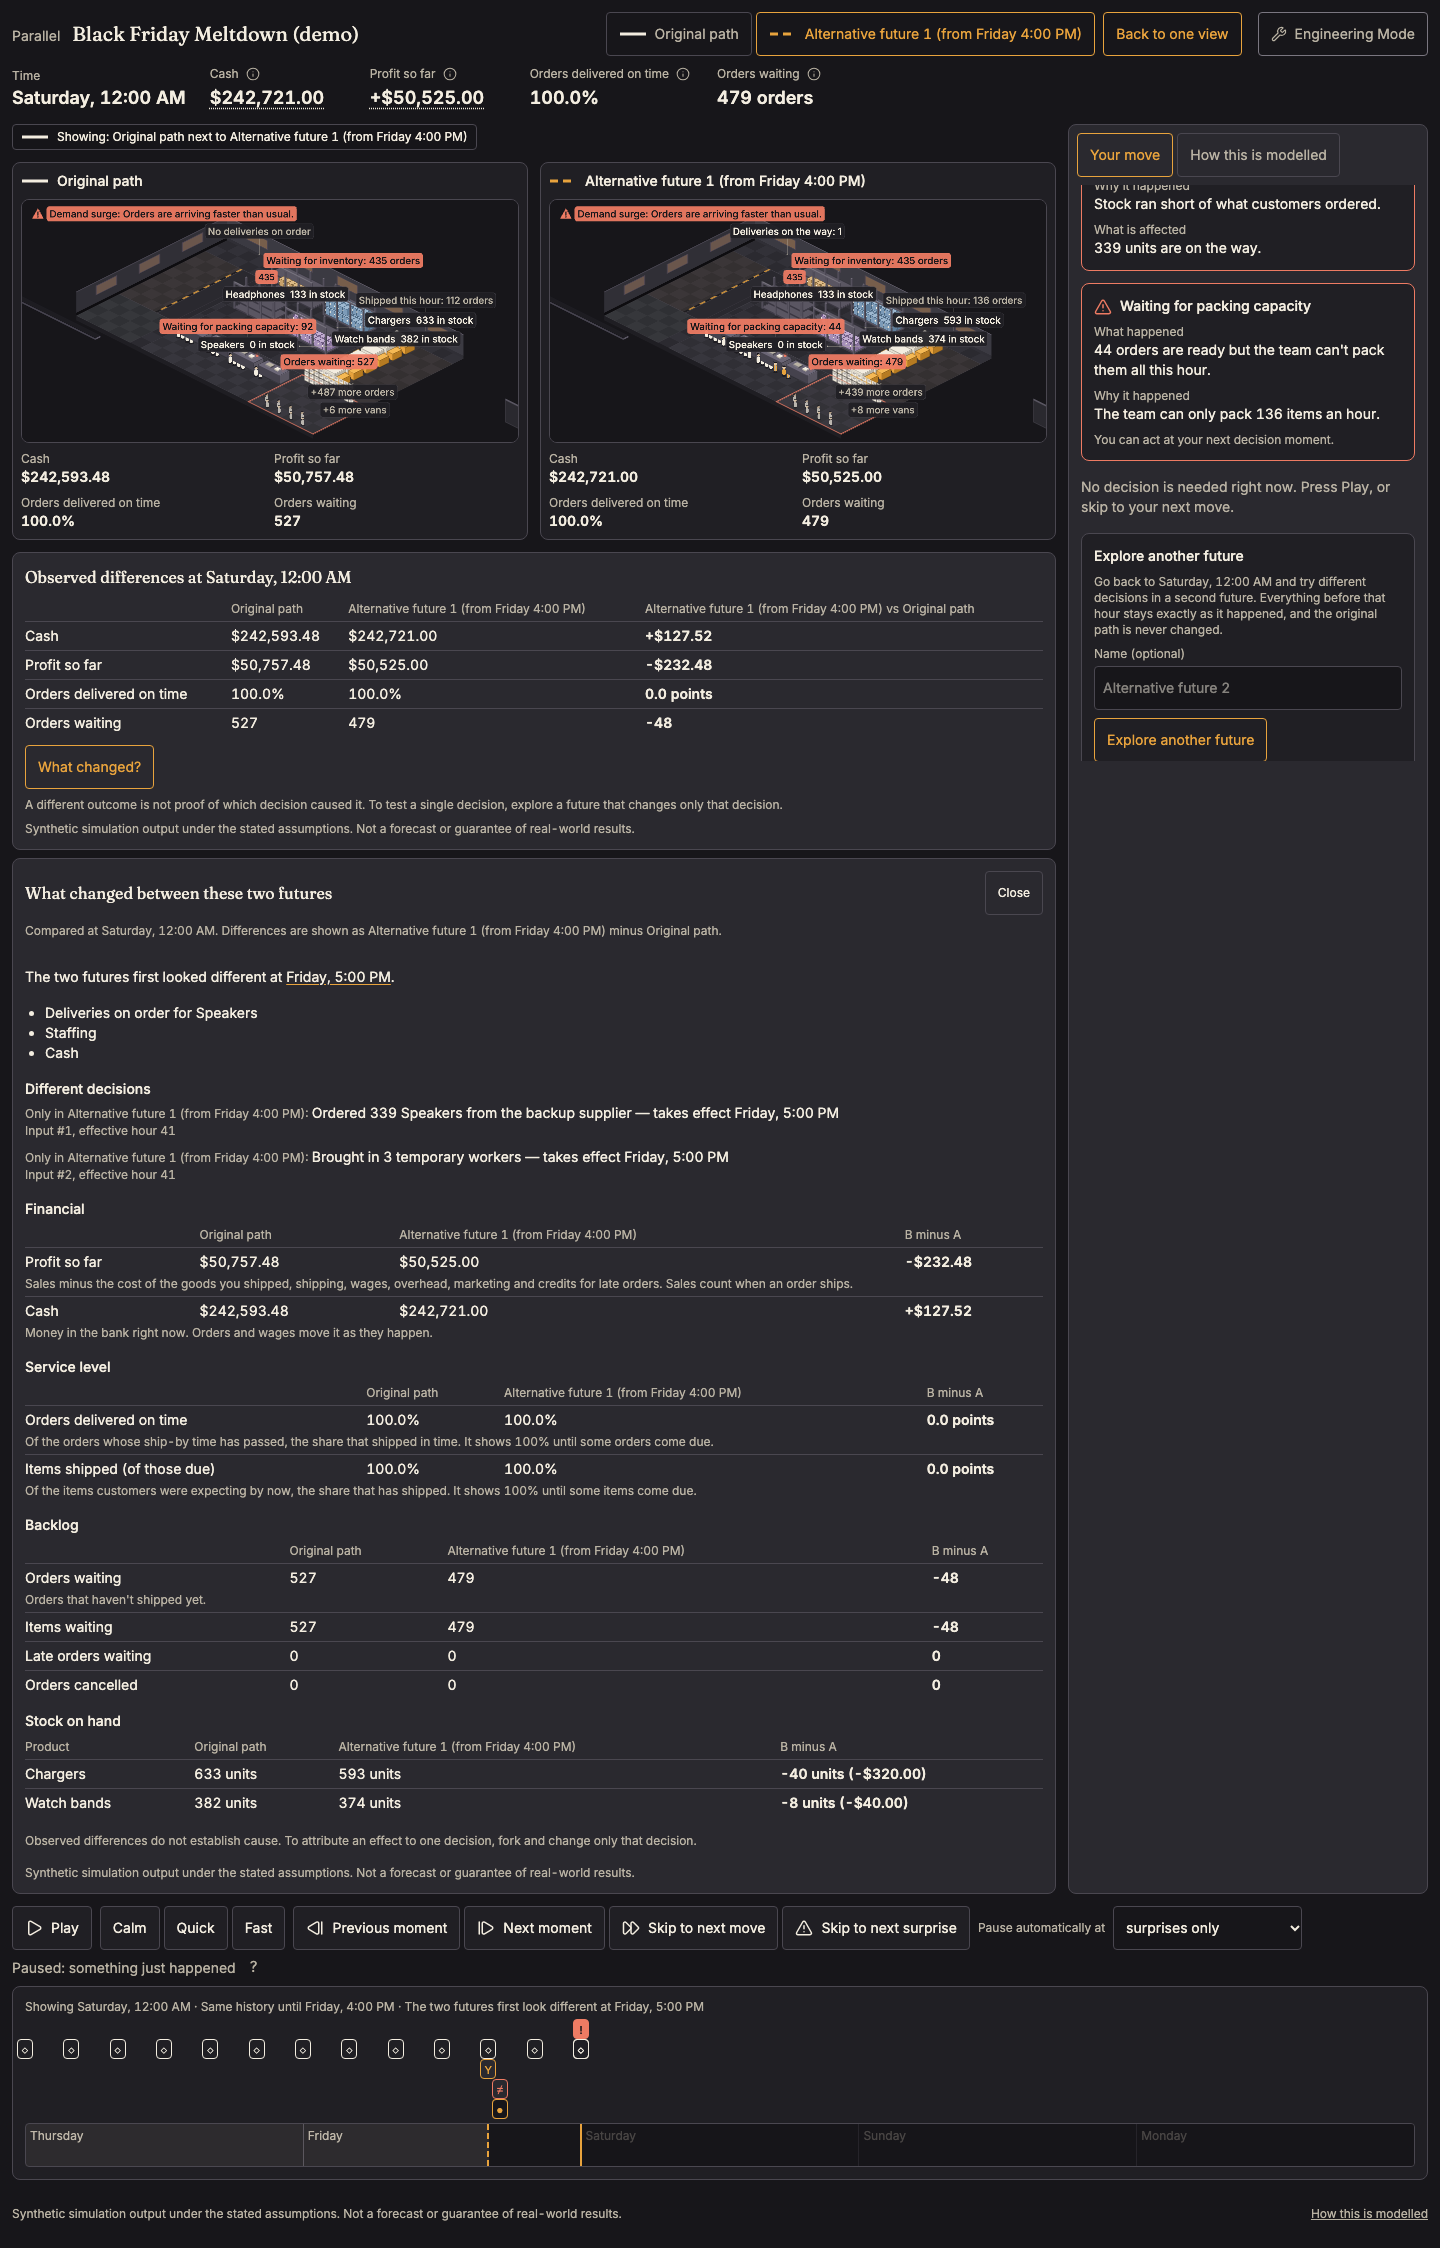 Parallel Black Friday Meltdown (demo)
Original path
Alternative future 1 (from Friday 4:00 PM)
Back to one view
Engineering Mode
Time
Saturday, 12:00 AM
Cash
$242,721.00
Profit so far
+$50,525.00
Orders delivered on time
100.0%
Orders waiting
479 orders
Showing: Original path next to Alternative future 1 (from Friday 4:00 PM)
Original path
Demand surge: Orders are arriving faster than usual.
No deliveries on order
Waiting for inventory: 435 orders
435
Headphones 133 in stock
Shipped this hour: 112 orders
Chargers 633 in stock
Waiting for packing capacity: 92
Watch bands 382 in stock
Speakers 0 in stock
Orders waiting: 527
+487 more orders
+6 more vans
Cash
$242,593.48
Profit so far
$50,757.48
Orders delivered on time
100.0%
Orders waiting
527
Alternative future 1 (from Friday 4:00 PM)
Demand surge: Orders are arriving faster than usual.
Deliveries on the way: 1
Waiting for inventory: 435 orders
435
Headphones 133 in stock
Shipped this hour: 136 orders
Chargers 593 in stock
Waiting for packing capacity: 44
Watch bands 374 in stock
Speakers 0 in stock
Orders waiting: 479
+439 more orders
+8 more vans
Cash
$242,721.00
Profit so far
$50,525.00
Orders delivered on time
100.0%
Orders waiting
479
Observed differences at Saturday, 12:00 AM
Original path Alternative future 1 (from Friday 4:00 PM) Alternative future 1 (from Friday 4:00 PM) vs Original path
Cash $242,593.48 $242,721.00 +$127.52
Profit so far $50,757.48 $50,525.00 -$232.48
Orders delivered on time 100.0% 100.0% 0.0 points
Orders waiting 527 479 -48
What changed?
A different outcome is not proof of which decision caused it. To test a single decision, explore a future that changes only that decision.
Synthetic simulation output under the stated assumptions. Not a forecast or guarantee of real-world results.
What changed between these two futures
Close
Compared at Saturday, 12:00 AM. Differences are shown as Alternative future 1 (from Friday 4:00 PM) minus Original path.
The two futures first looked different at Friday, 5:00 PM.
• Deliveries on order for Speakers
• Staffing
• Cash
Different decisions
Only in Alternative future 1 (from Friday 4:00 PM): Ordered 339 Speakers from the backup supplier — takes effect Friday, 5:00 PM
Input #1, effective hour 41
Only in Alternative future 1 (from Friday 4:00 PM): Brought in 3 temporary workers — takes effect Friday, 5:00 PM
Input #2, effective hour 41
Financial
Original path Alternative future 1 (from Friday 4:00 PM) B minus A
Profit so far $50,757.48 $50,525.00 -$232.48
Sales minus the cost of the goods you shipped, shipping, wages, overhead, marketing and credits for late orders. Sales count when an order ships.
Cash $242,593.48 $242,721.00 +$127.52
Money in the bank right now. Orders and wages move it as they happen.
Service level
Original path Alternative future 1 (from Friday 4:00 PM) B minus A
Orders delivered on time 100.0% 100.0% 0.0 points
Of the orders whose ship-by time has passed, the share that shipped in time. It shows 100% until some orders come due.
Items shipped (of those due) 100.0% 100.0% 0.0 points
Of the items customers were expecting by now, the share that has shipped. It shows 100% until some items come due.
Backlog
Original path Alternative future 1 (from Friday 4:00 PM) B minus A
Orders waiting 527 479 -48
Orders that haven't shipped yet.
Items waiting 527 479 -48
Late orders waiting 0 0 0
Orders cancelled 0 0 0
Stock on hand
Product Original path Alternative future 1 (from Friday 4:00 PM) B minus A
Chargers 633 units 593 units -40 units (-$320.00)
Watch bands 382 units 374 units -8 units (-$40.00)
Observed differences do not establish cause. To attribute an effect to one decision, fork and change only that decision.
Synthetic simulation output under the stated assumptions. Not a forecast or guarantee of real-world results.
Your move
How this is modelled
Why it happened
Stock ran short of what customers ordered.
What is affected
339 units are on the way.
Waiting for packing capacity
What happened
44 orders are ready but the team can't pack
them all this hour.
Why it happened
The team can only pack 136 items an hour.
You can act at your next decision moment.
No decision is needed right now. Press Play, or
skip to your next move.
Explore another future
Go back to Saturday, 12:00 AM and try different
decisions in a second future. Everything before that
hour stays exactly as it happened, and the original
path is never changed.
Name (optional)
Alternative future 2
Explore another future
Play
Calm
Quick
Fast
Previous moment
Next moment
Skip to next move
Skip to next surprise
Pause automatically at
surprises only
Paused: something just happened ?
Showing Saturday, 12:00 AM · Same history until Friday, 4:00 PM · The two futures first look different at Friday, 5:00 PM
!
Y
≠
Thursday Friday Saturday Sunday Monday
Synthetic simulation output under the stated assumptions. Not a forecast or guarantee of real-world results.
How this is modelled